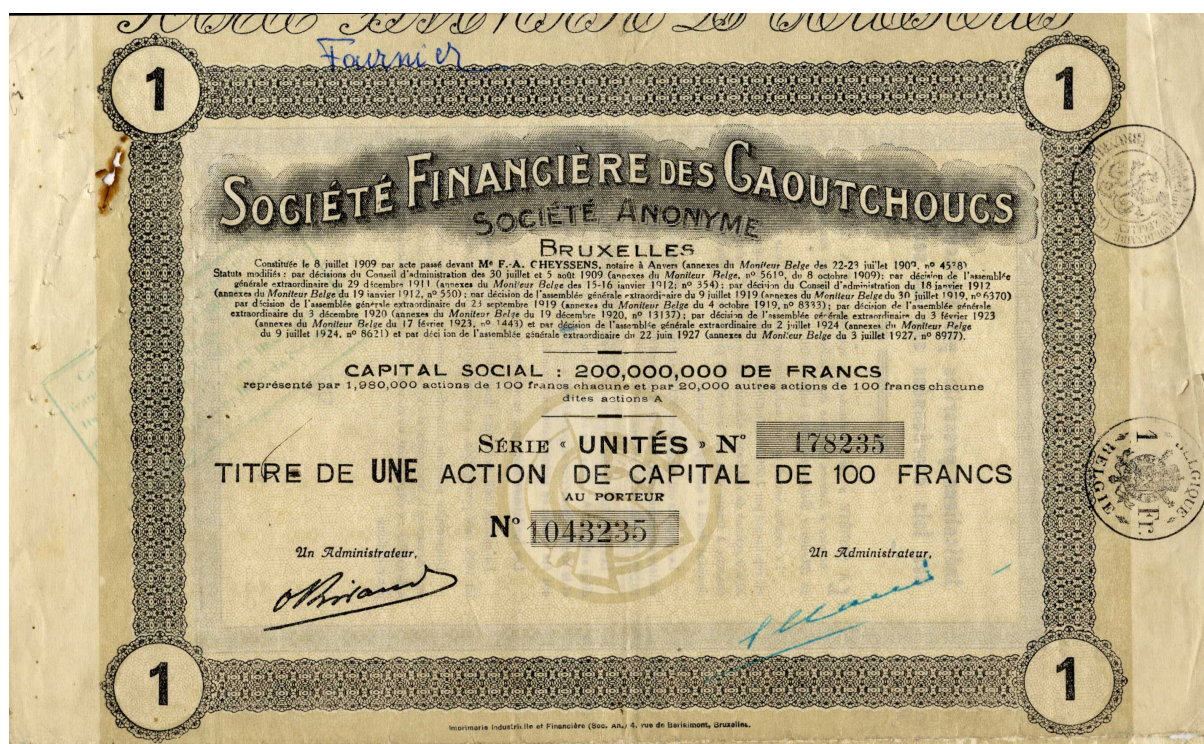 Fournier
1 1
SOCIÉTÉ FINANCIÈRE DES CAOUTCHOUCS
SOCIÉTÉ ANONYME
BRUXELLES
Constituée le 8 juillet 1909 par acte passé devant Me F.-A. CHEYSSENS, notaire à Anvers (annexes du Moniteur Belge des 22-23 juillet 1909, nº 4528)
Statuts modifiés : par décisions du Conseil d'administration des 30 juillet et 5 août 1909 (annexes du Moniteur Belge, nº 5619, du 8 octobre 1909); par décision de l'assemblée
générale extraordinaire du 29 décembre 1911 (annexes du Moniteur Belge des 15-16 janvier 1912; nº 354); par décision du Conseil d'administration du 18 janvier 1912
(annexes du Moniteur Belge du 19 janvier 1912, nº 550); par décision de l'assemblée générale extraordinaire du 9 juillet 1919 (annexes du Moniteur Belge du 30 juillet 1919, nº 6370)
par décision de l'assemblée générale extraordinaire du 23 septembre 1919 (annexes du Moniteur Belge du 4 octobre 1919, nº 8333); par décision de l'assemblée générale
extraordinaire du 3 décembre 1920 (annexes du Moniteur Belge du 19 décembre 1920, nº 13137); par décision de l'assemblée générale extraordinaire du 3 février 1923
(annexes du Moniteur Belge du 17 février 1923, nº 1443) et par décision de l'assemblée générale extraordinaire du 2 juillet 1924 (annexes du Moniteur Belge
du 9 juillet 1924, nº 8621) et par décision de l'assemblée générale extraordinaire du 22 juin 1927 (annexes du Moniteur Belge du 3 juillet 1927, nº 8977).
CAPITAL SOCIAL : 200,000,000 DE FRANCS
représenté par 1,980,000 actions de 100 francs chacune et par 20,000 autres actions de 100 francs chacune
dites actions A
SÉRIE « UNITÉS » Nº 178235
TITRE DE UNE ACTION DE CAPITAL DE 100 FRANCS
AU PORTEUR
Nº 1043235
Un Administrateur, Un Administrateur,
BELGIQUE 1 Fr. BELGIË
1 1
Imprimerie Industrielle et Financière (Soc. An.) 4, rue de Berlaimont, Bruxelles.